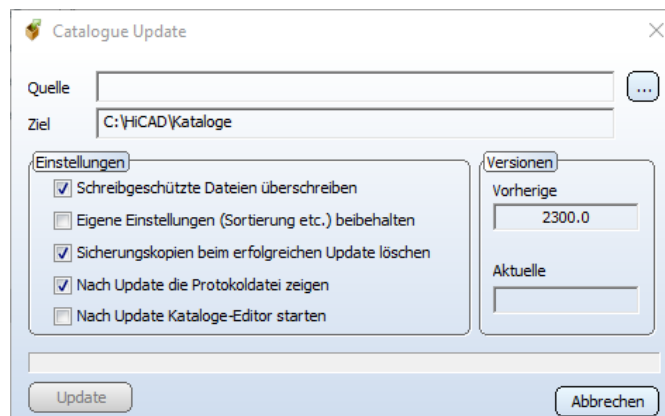 Catalogue Update
Quelle
...
Ziel
C:\HiCAD\Kataloge
Einstellungen
Schreibgeschützte Dateien überschreiben
Eigene Einstellungen (Sortierung etc.) beibehalten
Sicherungskopien beim erfolgreichen Update löschen
Nach Update die Protokoldatei zeigen
Nach Update Kataloge-Editor starten
Versionen
Vorherige
2300.0
Aktuelle
Update
Abbrechen